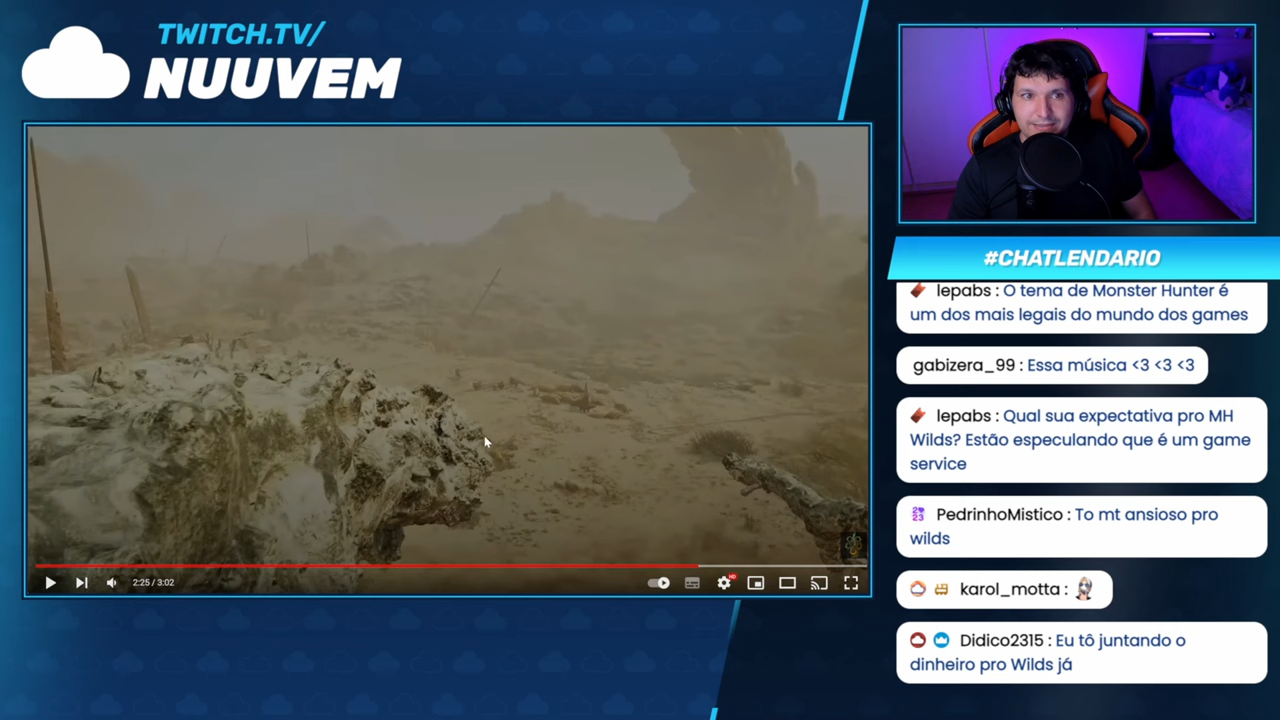 TWITCH.TV/
NUUVEM
#CHATLENDARIO
lepabs : O tema de Monster Hunter é
um dos mais legais do mundo dos games
gabizera_99 : Essa música <3 <3 <3
lepabs : Qual sua expectativa pro MH
Wilds? Estão especulando que é um game
service
PedrinhoMistico : To mt ansioso pro
wilds
karol_motta :
Didico2315 : Eu tô juntando o
dinheiro pro Wilds já
2:25 / 3:02